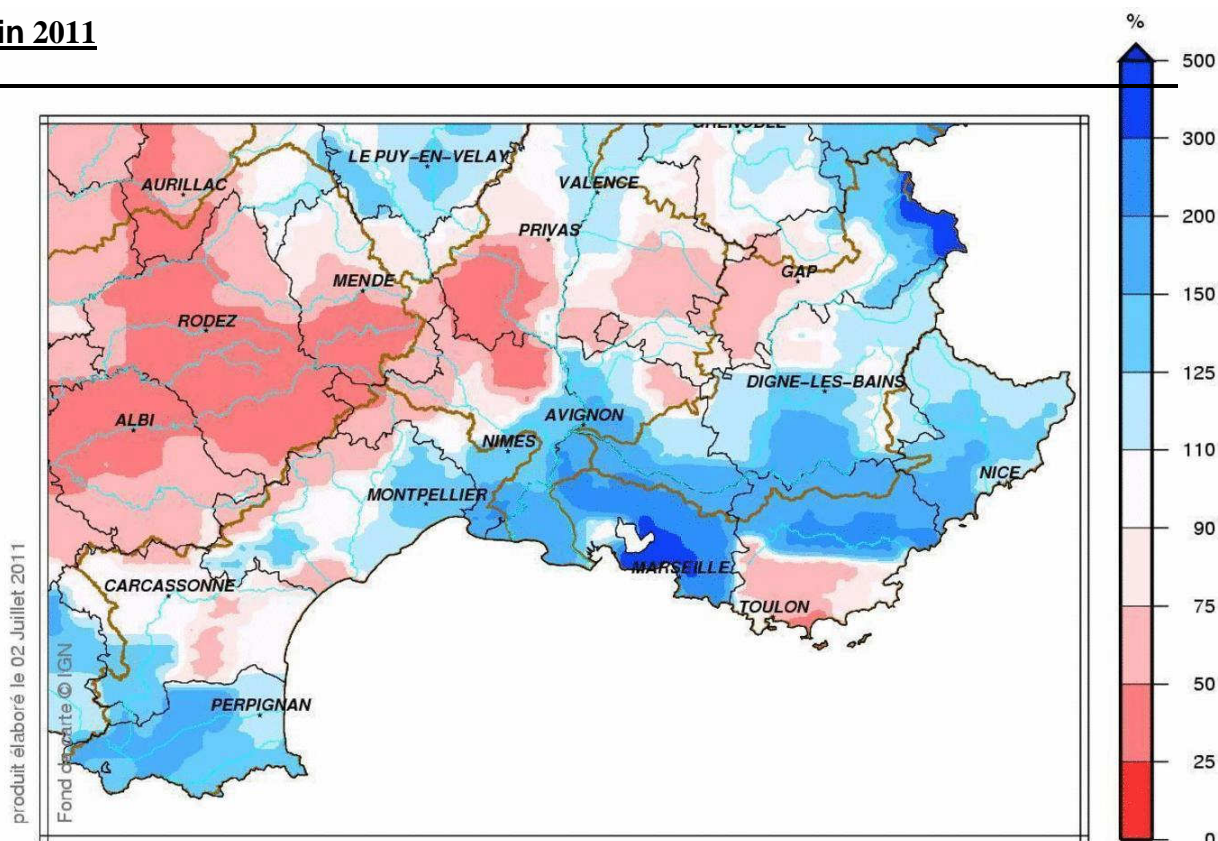 in 2011
%
500
300
200
150
125
110
90
75
50
25
0
GRENOBLE
LE PUY-EN-VELAY
AURILLAC
VALENCE
PRIVAS
GAP
MENDE
RODEZ
DIGNE-LES-BAINS
ALBI
AVIGNON
NIMES
NICE
MONTPELLIER
MARSEILLE
CARCASSONNE
TOULON
PERPIGNAN
produit élaboré le 02 Juillet 2011
Fond de carte © IGN